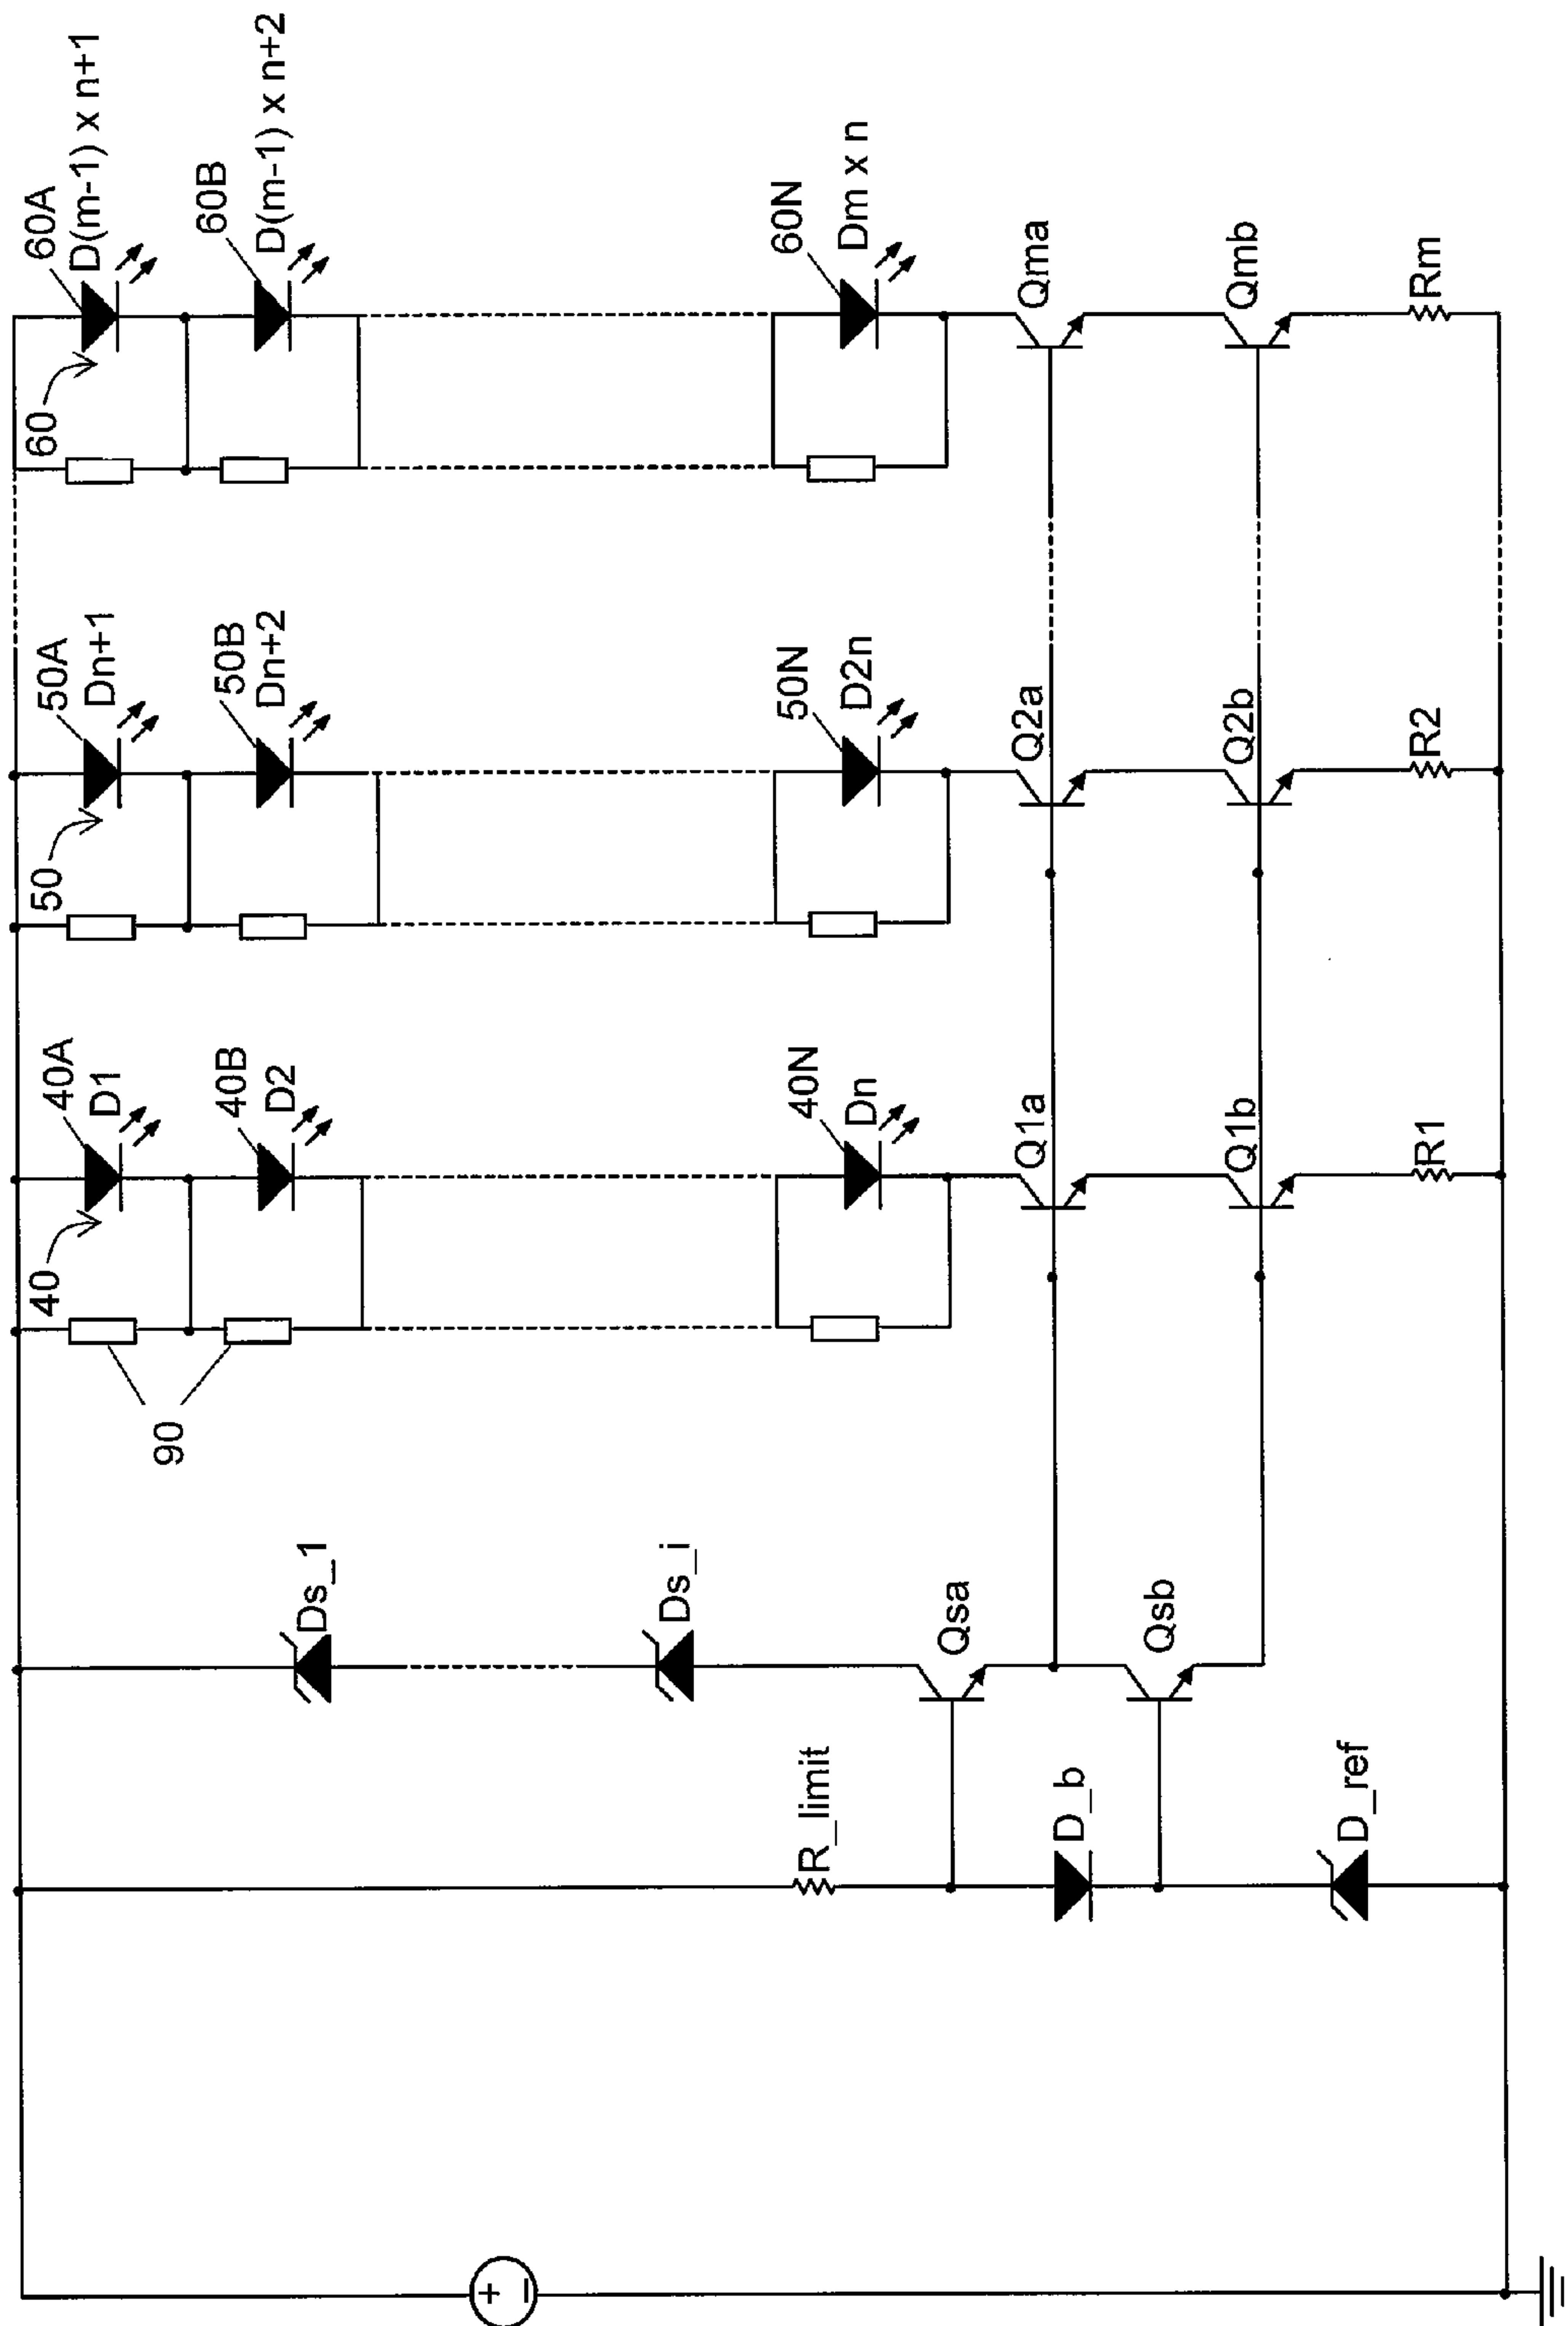 +
−
R_limit
D_b
D_ref
Ds_1
Ds_i
Qsa
Qsb
90
40
40A
D1
40B
D2
40N
Dn
Q1a
Q1b
R1
50
50A
Dn+1
50B
Dn+2
50N
D2n
Q2a
Q2b
R2
60
60A
D(m-1) x n+1
60B
D(m-1) x n+2
60N
Dm x n
Qma
Qmb
Rm